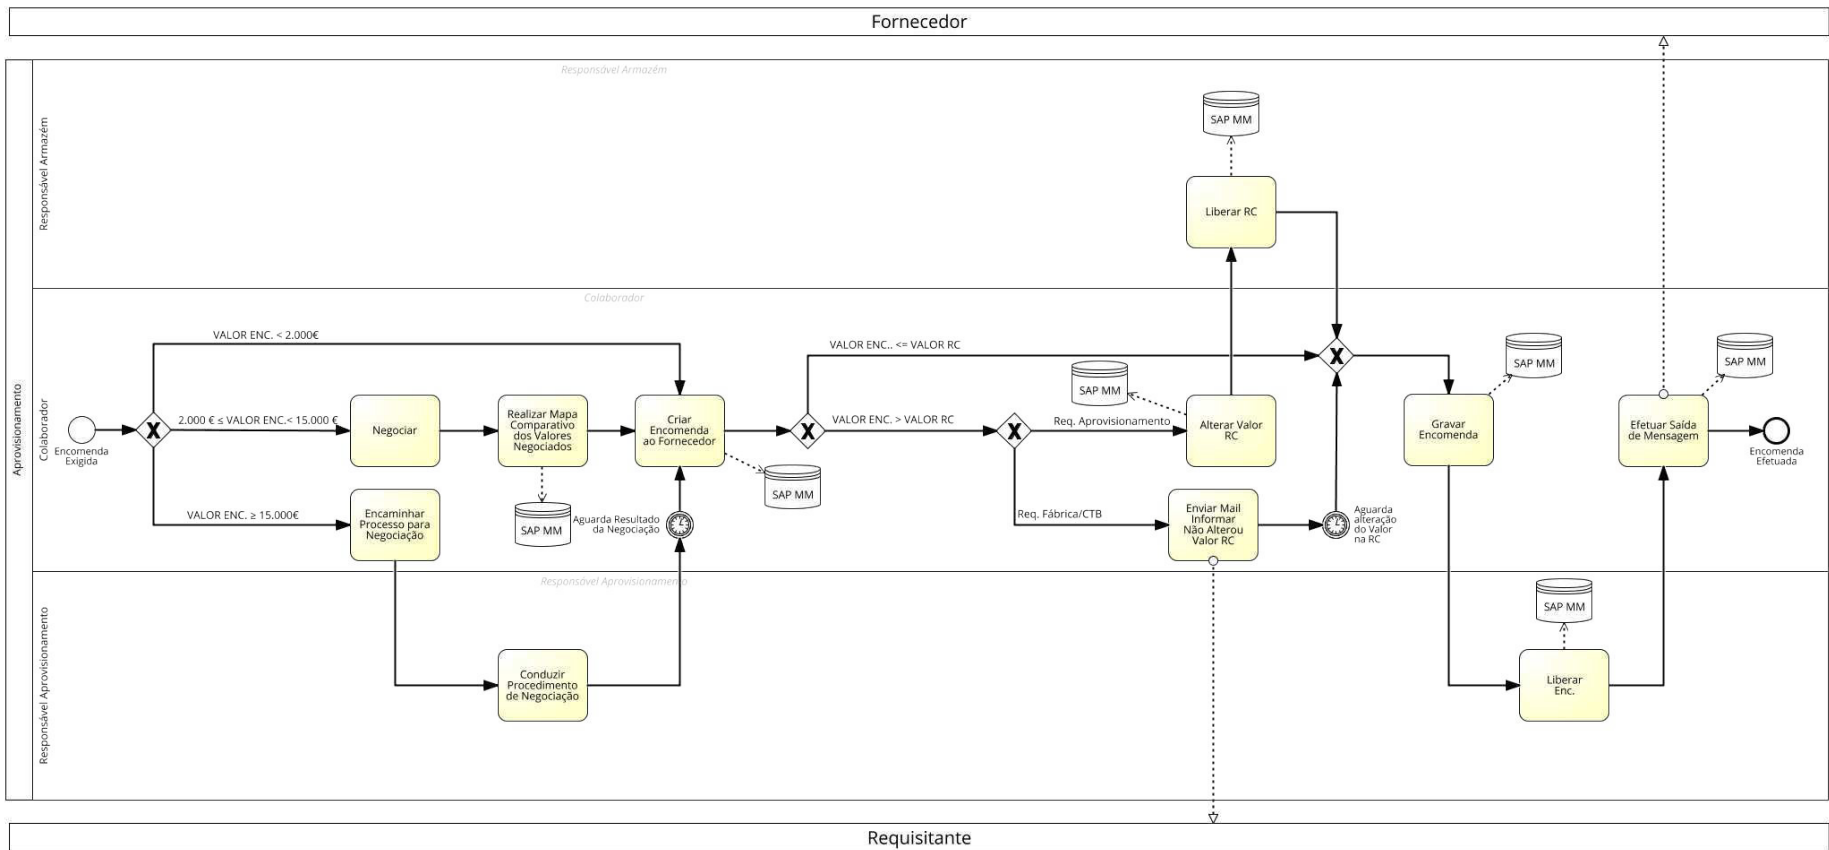 Fornecedor
Aprovisionamento
Responsável Armazém
Responsável Armazém
SAP MM
Liberar RC
Colaborador
Colaborador
Encomenda
Exigida
VALOR ENC. < 2.000€
2.000 € ≤ VALOR ENC.< 15.000 €
VALOR ENC. ≥ 15.000€
Negociar
Encaminhar
Processo para
Negociação
Realizar Mapa
Comparativo
dos Valores
Negociados
SAP MM
Criar
Encomenda
ao Fornecedor
SAP MM
Aguarda Resultado
da Negociação
VALOR ENC.. <= VALOR RC
VALOR ENC. > VALOR RC
Req. Aprovisionamento
Req. Fábrica/CTB
SAP MM
Alterar Valor
RC
Enviar Mail
Informar
Não Alterou
Valor RC
Aguarda
alteração
do Valor
na RC
Gravar
Encomenda
SAP MM
Efetuar Saída
de Mensagem
SAP MM
Encomenda
Efetuada
Responsável Aprovisionamento
Responsável Aprovisionamento
Conduzir
Procedimento
de Negociação
SAP MM
Liberar
Enc.
Requisitante